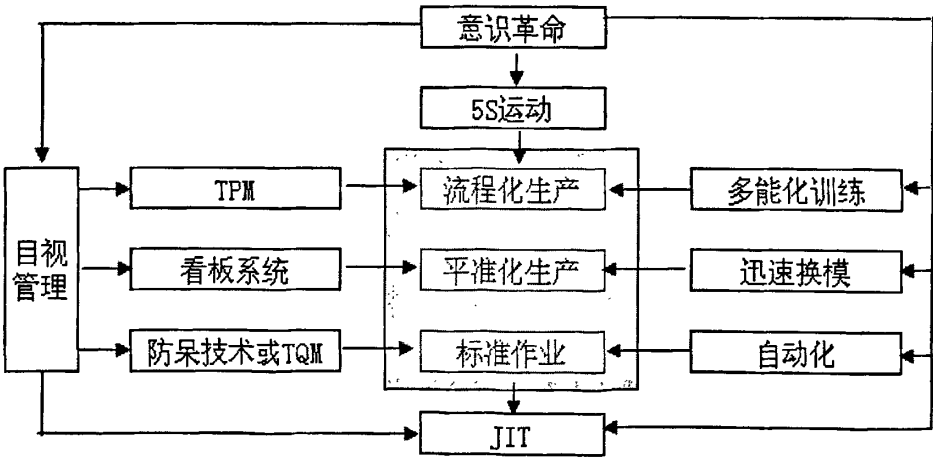 意识革命
5S运动
TPM
流程化生产
多能化训练
目视
管理
看板系统
平准化生产
迅速换模
防呆技术或TQM
标准作业
自动化
JIT